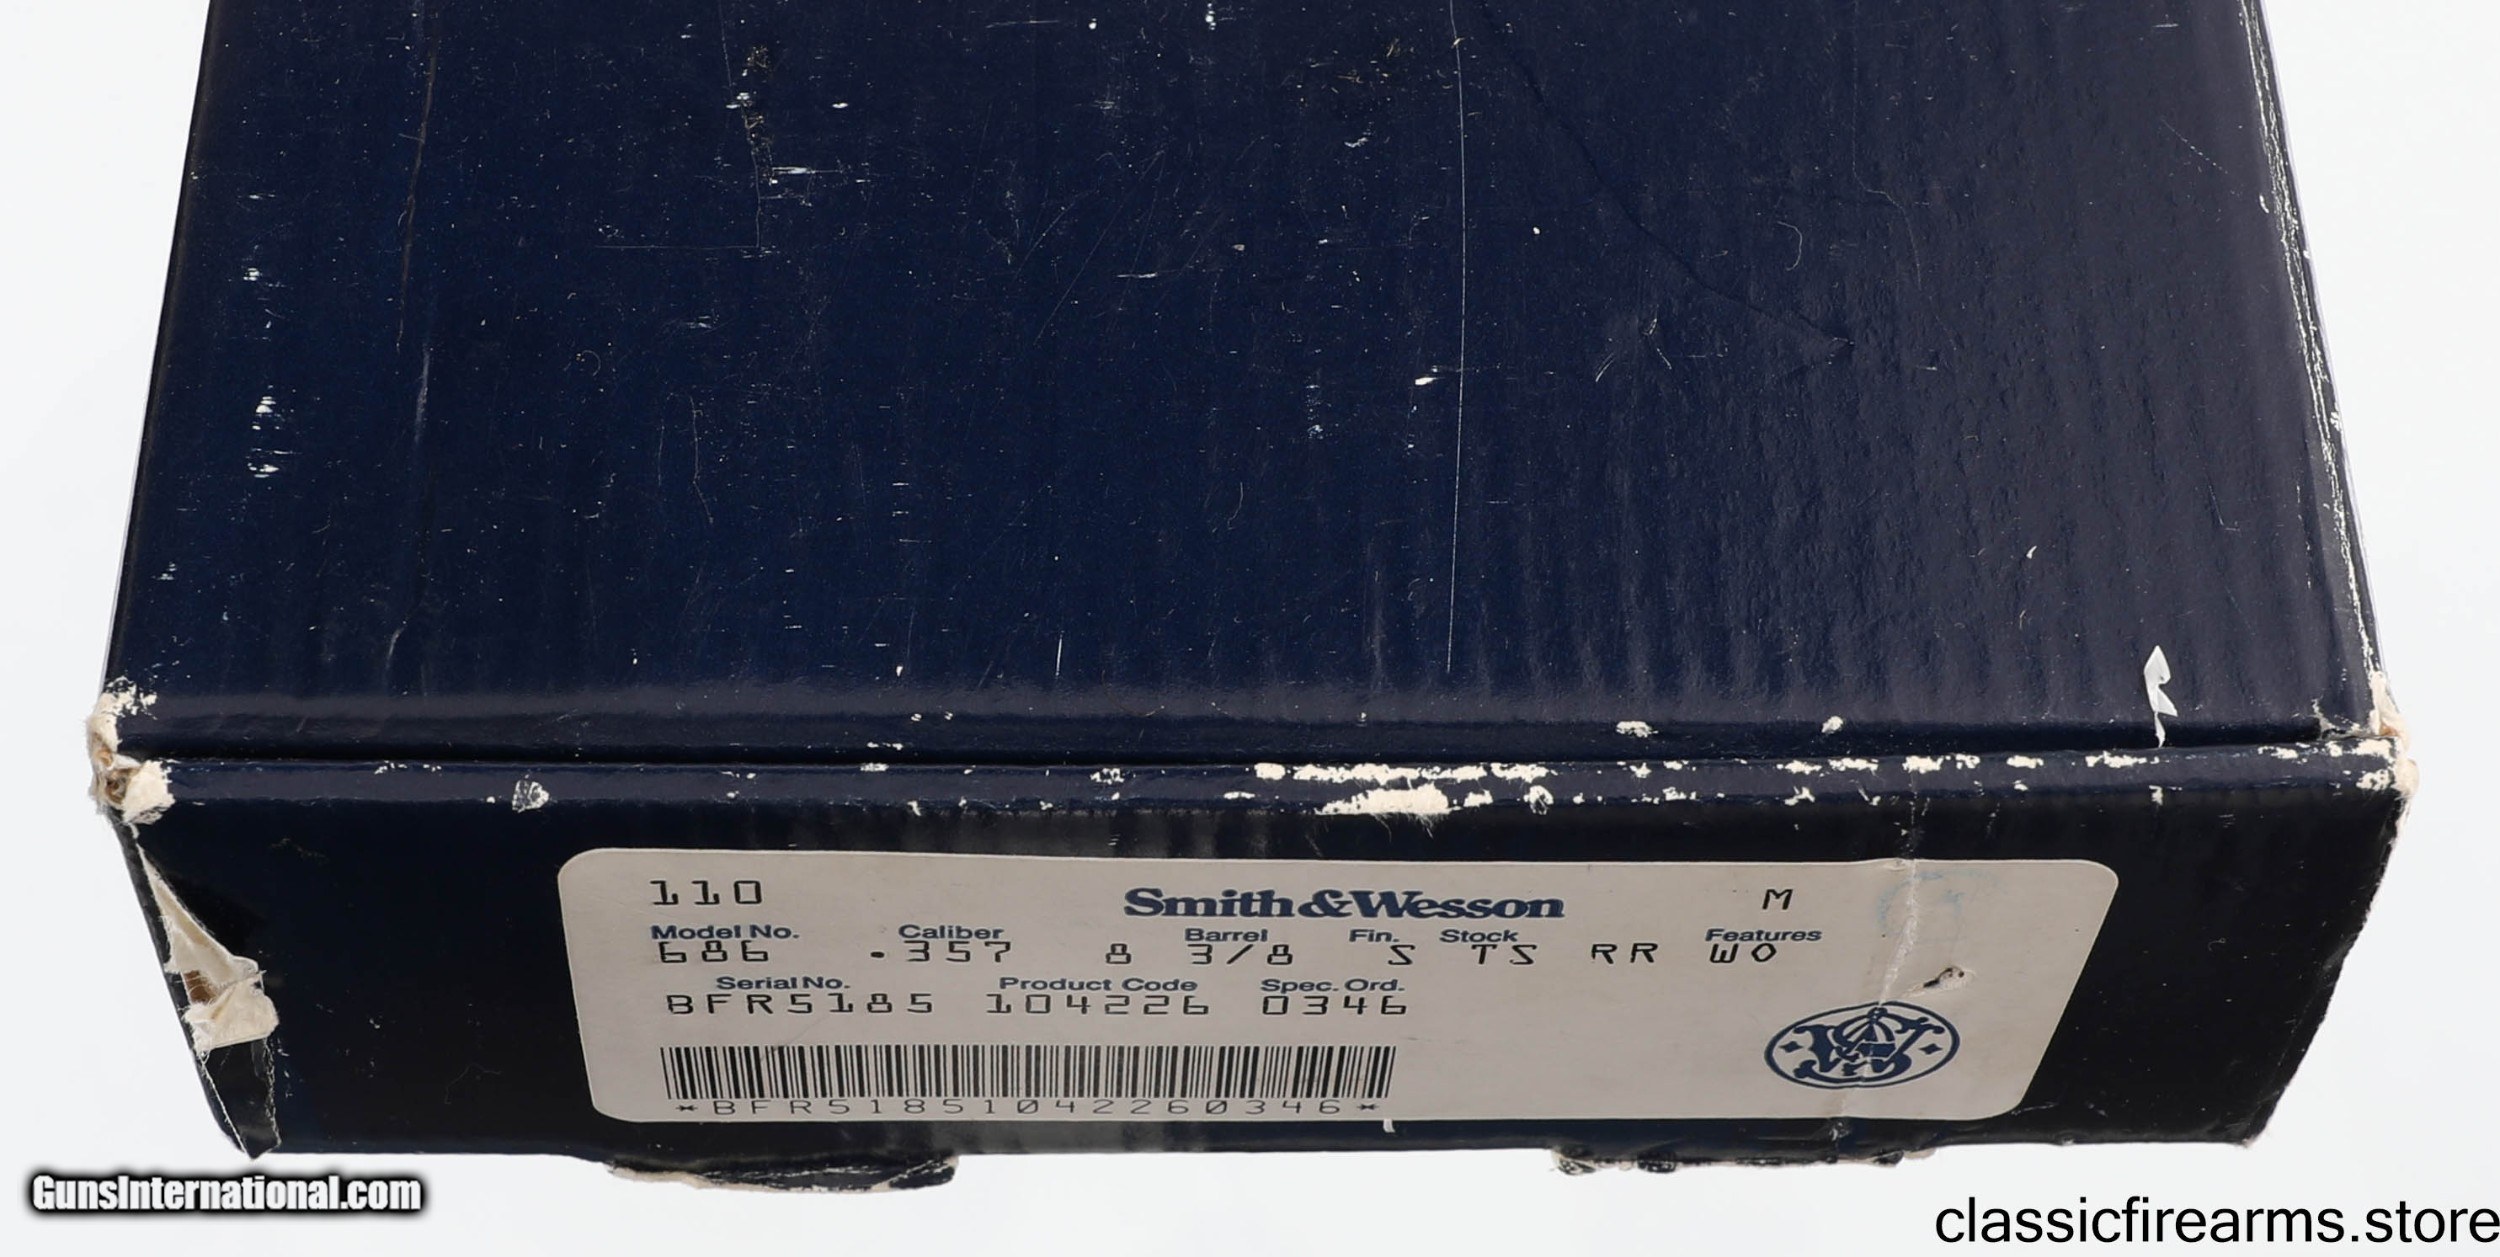 110 Smith & Wesson M
Model No. Caliber Barrel Fin. Stock Features
686 .357 8 3/8 S TS RR WO
Serial No. Product Code Spec. Ord.
BFR5185 104226 0346
*BFR51851042260346*
SW
GunsInternational.com
classicfirearms.store